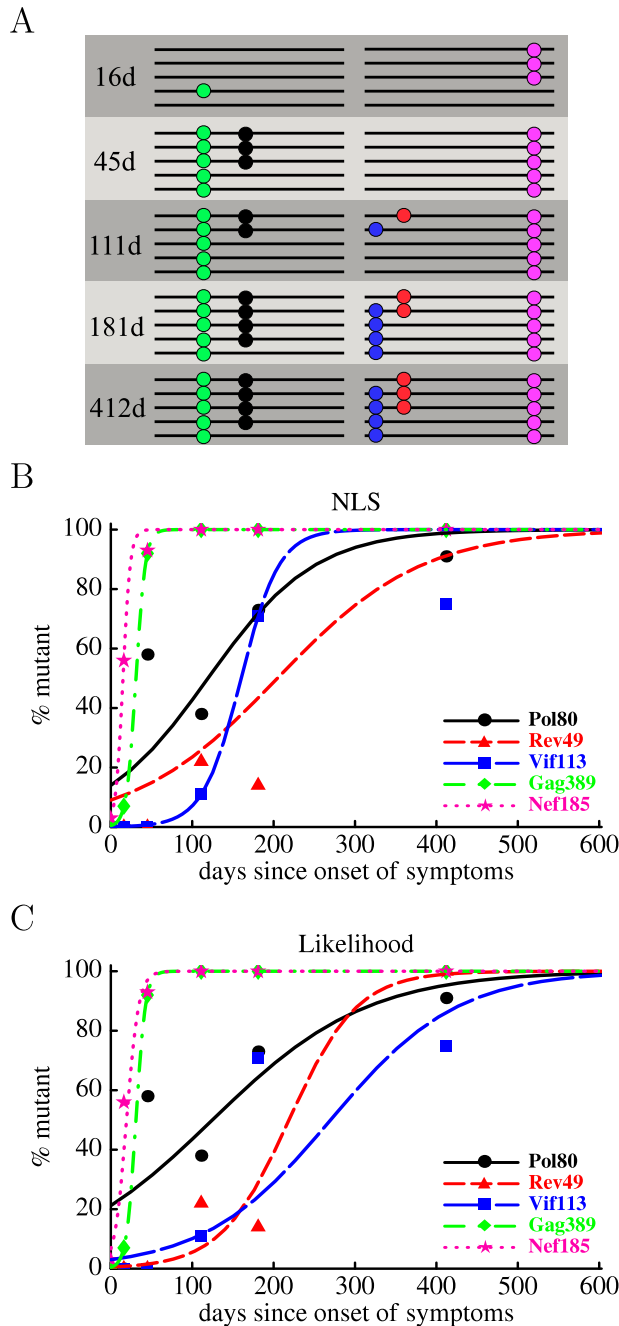 A
16d
45d
111d
181d
412d
B
NLS
100
80
60
40
20
0
% mutant
0 100 200 300 400 500 600
days since onset of symptoms
Pol80
Rev49
Vif113
Gag389
Nef185
C
Likelihood
100
80
60
40
20
0
% mutant
0 100 200 300 400 500 600
days since onset of symptoms
Pol80
Rev49
Vif113
Gag389
Nef185